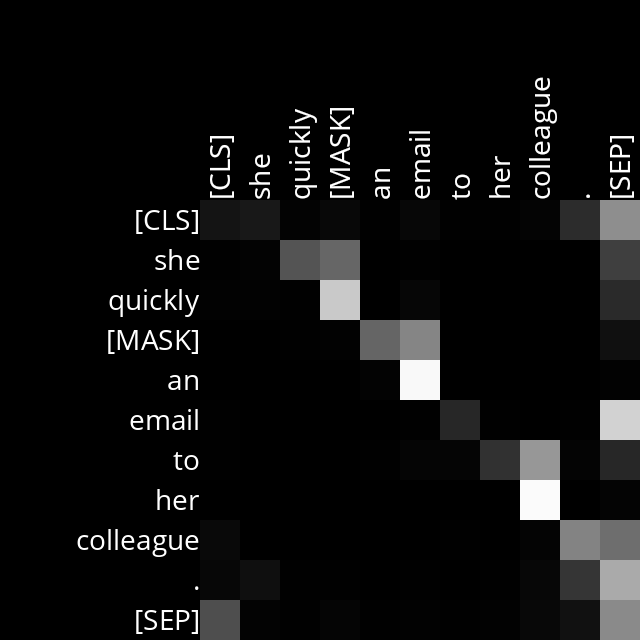 [CLS] she quickly [MASK] an email to her colleague . [SEP]
[CLS]
she
quickly
[MASK]
an
email
to
her
colleague
.
[SEP]